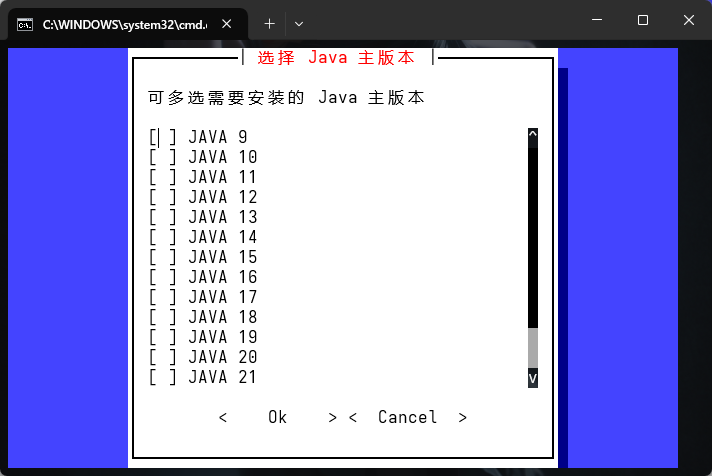 C:\WINDOWS\system32\cmd.
选择 Java 主版本
可多选需要安装的 Java 主版本
[ ] JAVA 9
[ ] JAVA 10
[ ] JAVA 11
[ ] JAVA 12
[ ] JAVA 13
[ ] JAVA 14
[ ] JAVA 15
[ ] JAVA 16
[ ] JAVA 17
[ ] JAVA 18
[ ] JAVA 19
[ ] JAVA 20
[ ] JAVA 21
< Ok > < Cancel >